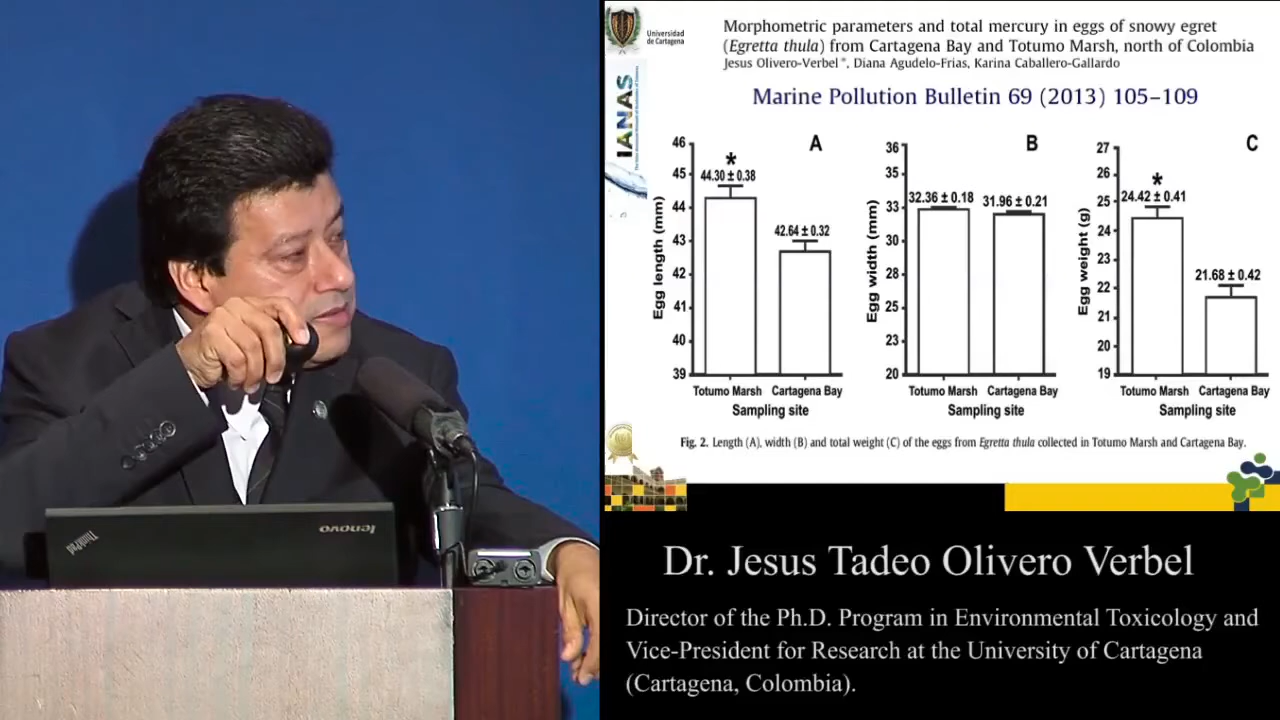 Universidad
de Cartagena
IANAS
Morphometric parameters and total mercury in eggs of snowy egret
(Egretta thula) from Cartagena Bay and Totumo Marsh, north of Colombia
Jesus Olivero-Verbel *, Diana Agudelo-Frias, Karina Caballero-Gallardo
Marine Pollution Bulletin 69 (2013) 105–109
A
Egg length (mm)
46
45
44
43
42
41
40
39
*
44.30 ± 0.38
42.64 ± 0.32
Totumo Marsh Cartagena Bay
Sampling site
B
Egg width (mm)
36
35
33
30
28
25
23
20
32.36 ± 0.18
31.96 ± 0.21
Totumo Marsh Cartagena Bay
Sampling site
C
Egg weight (g)
27
26
25
24
23
22
21
20
19
*
24.42 ± 0.41
21.68 ± 0.42
Totumo Marsh Cartagena Bay
Sampling site
Fig. 2. Length (A), width (B) and total weight (C) of the eggs from Egretta thula collected in Totumo Marsh and Cartagena Bay.
ThinkPad
lenovo
Dr. Jesus Tadeo Olivero Verbel
Director of the Ph.D. Program in Environmental Toxicology and
Vice-President for Research at the University of Cartagena
(Cartagena, Colombia).